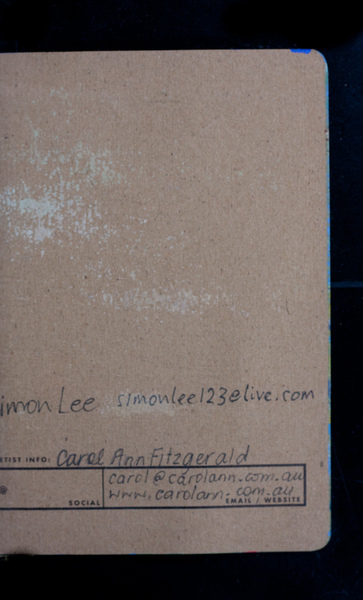 imon Lee simonlee123@live.com
TIST INFO: Carol Ann Fitzgerald
carol@carolann.com.au
www.carolann.com.au
SOCIAL EMAIL / WEBSITE